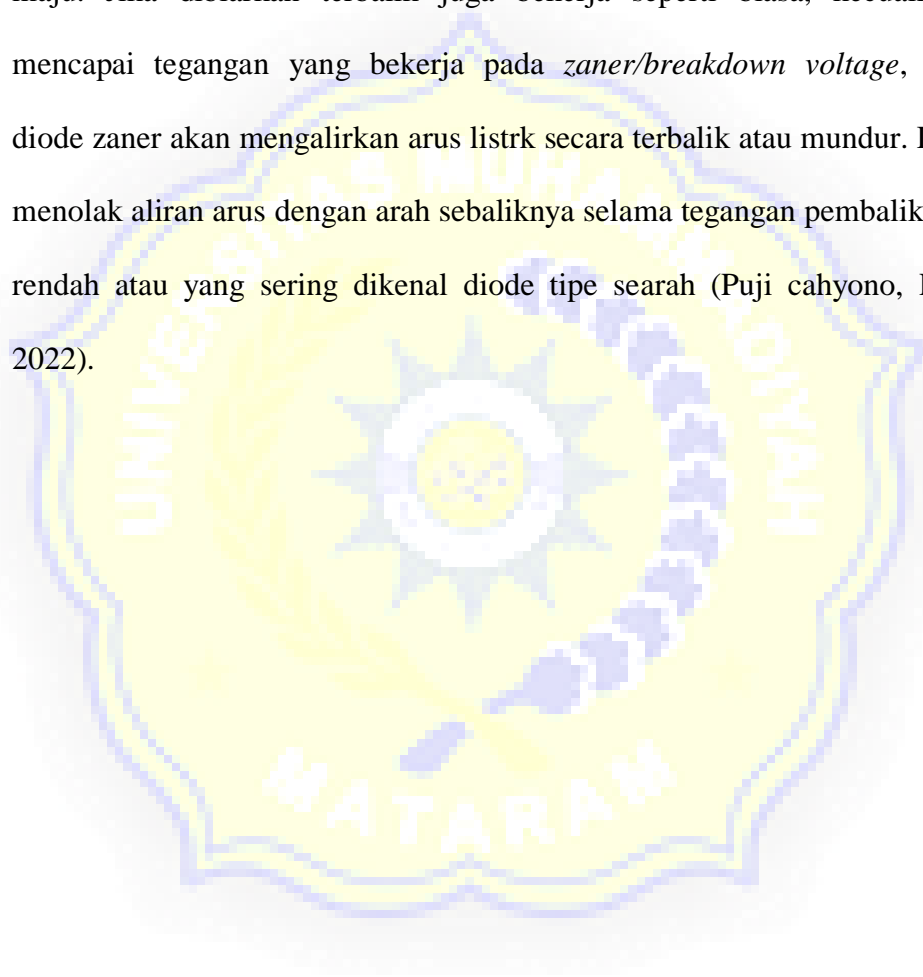 mencapai tegangan yang bekerja pada zaner/breakdown voltage,
diode zaner akan mengalirkan arus listrk secara terbalik atau mundur.
menolak aliran arus dengan arah sebaliknya selama tegangan pembalik
rendah atau yang sering dikenal diode tipe searah (Puji cahyono,
2022).
UNIVERSITAS MUHAMMADIYAH
MATARAM